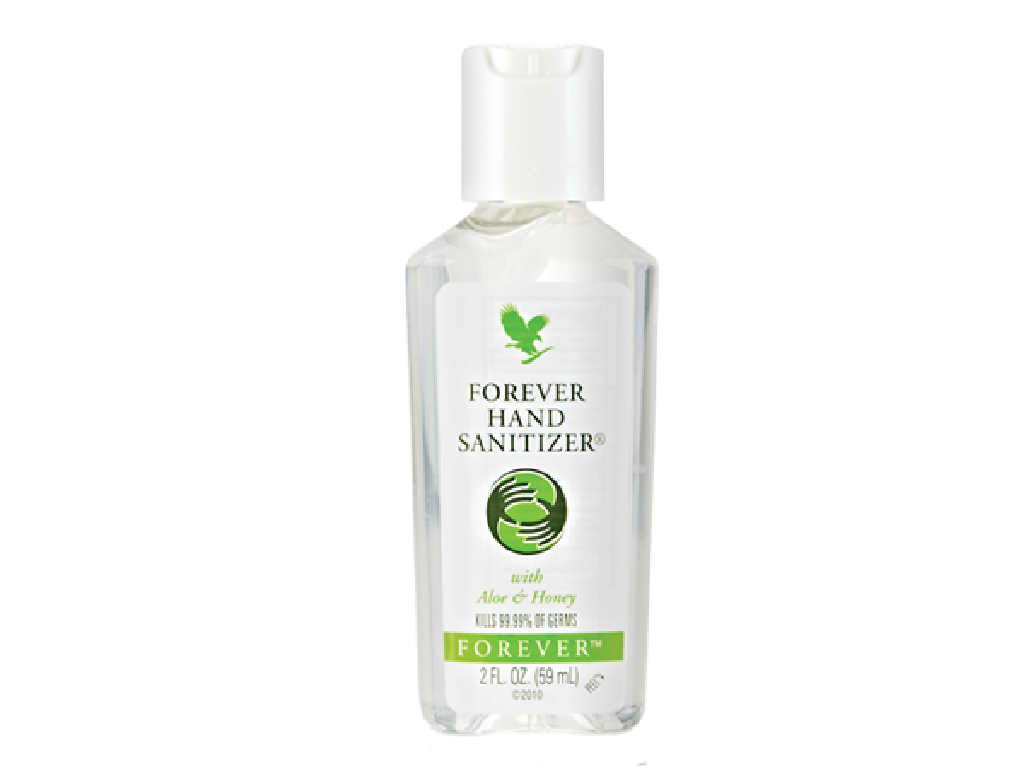 FOREVER
HAND
SANITIZER®
with
Aloe & Honey
KILLS 99.99% OF GERMS
FOREVER™
2 FL. OZ. (59 mL)
©2010